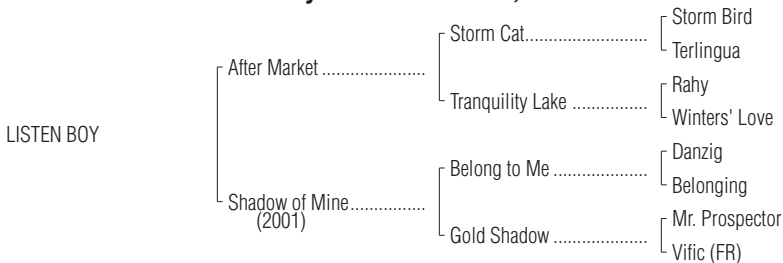 Storm Bird
Storm Cat..............................
Terlingua
After Market .........................
Rahy
Tranquility Lake ..................
Winters' Love
LISTEN BOY
Danzig
Belong to Me .......................
Belonging
Shadow of Mine..................
(2001)
Mr. Prospector
Gold Shadow .......................
Vific (FR)